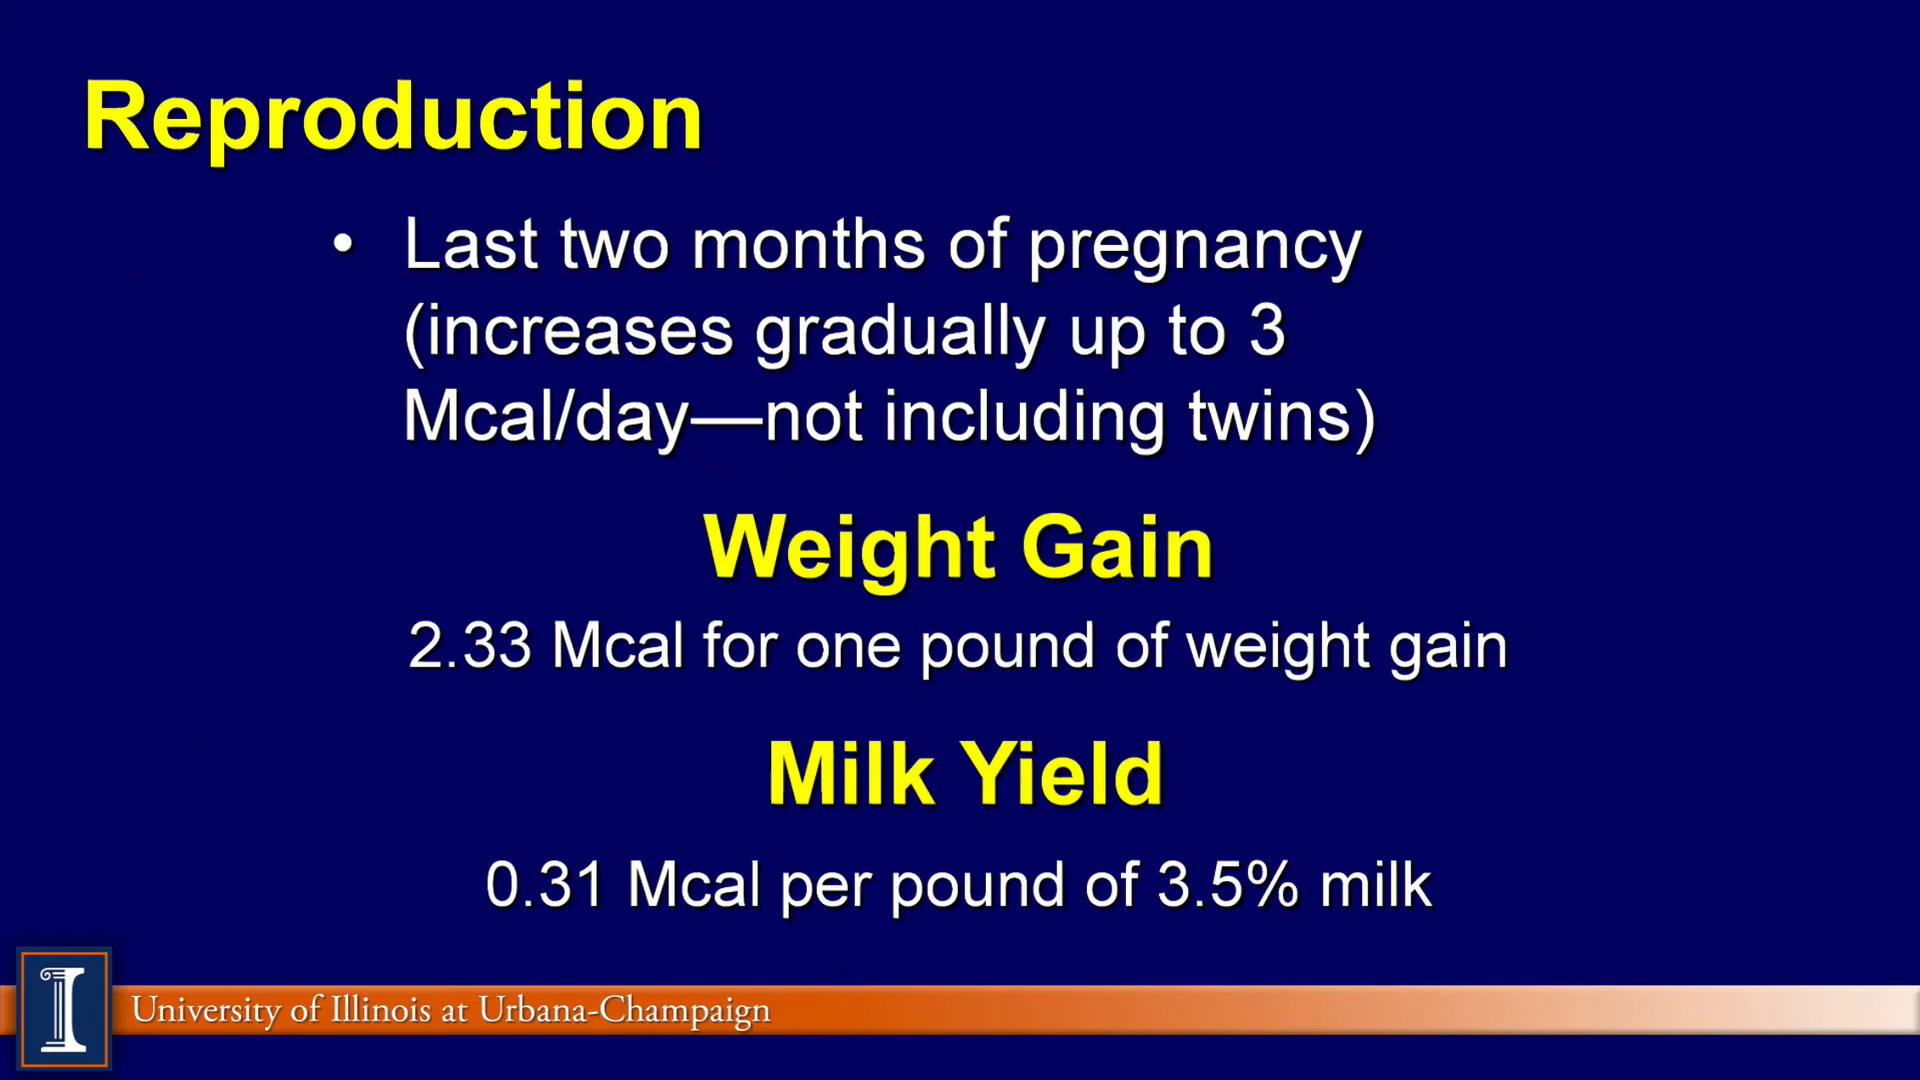 Reproduction
• Last two months of pregnancy
(increases gradually up to 3
Mcal/day—not including twins)
Weight Gain
2.33 Mcal for one pound of weight gain
Milk Yield
0.31 Mcal per pound of 3.5% milk
I
University of Illinois at Urbana-Champaign